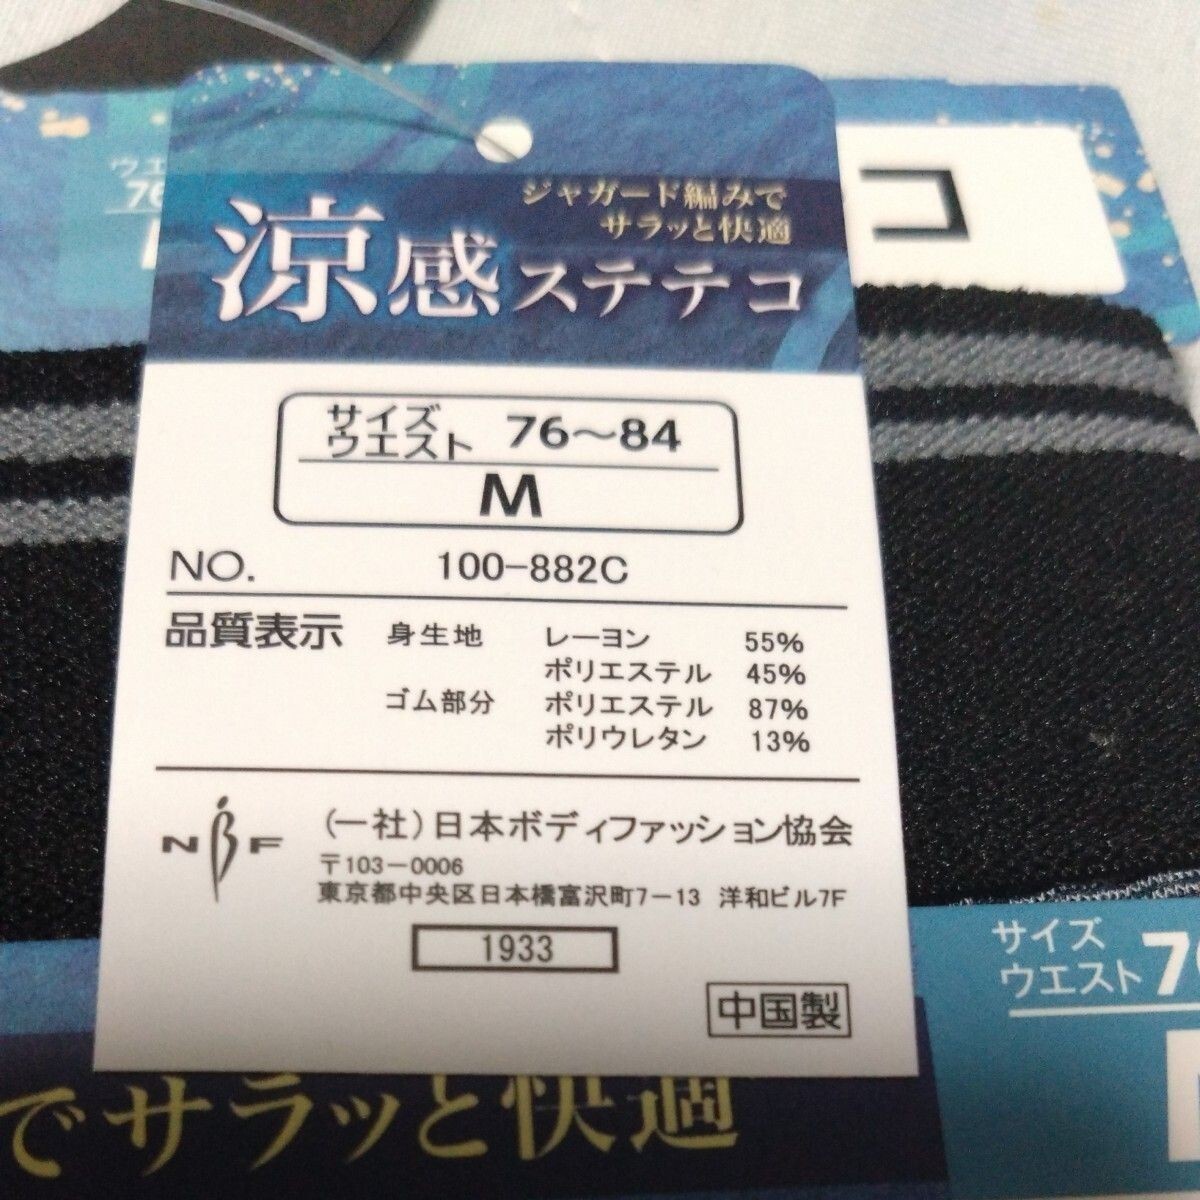 ウエ
76
ジャガード編みで
サラッと快適
涼感ステテコ
コ
サイズ
ウエスト 76〜84
M
NO. 100-882C
品質表示 身生地 レーヨン 55%
ポリエステル 45%
ゴム部分 ポリエステル 87%
ポリウレタン 13%
NBF (一社)日本ボディファッション協会
〒103-0006
東京都中央区日本橋富沢町7-13 洋和ビル7F
1933
中国製
サイズ
ウエスト 76
でサラッと快適